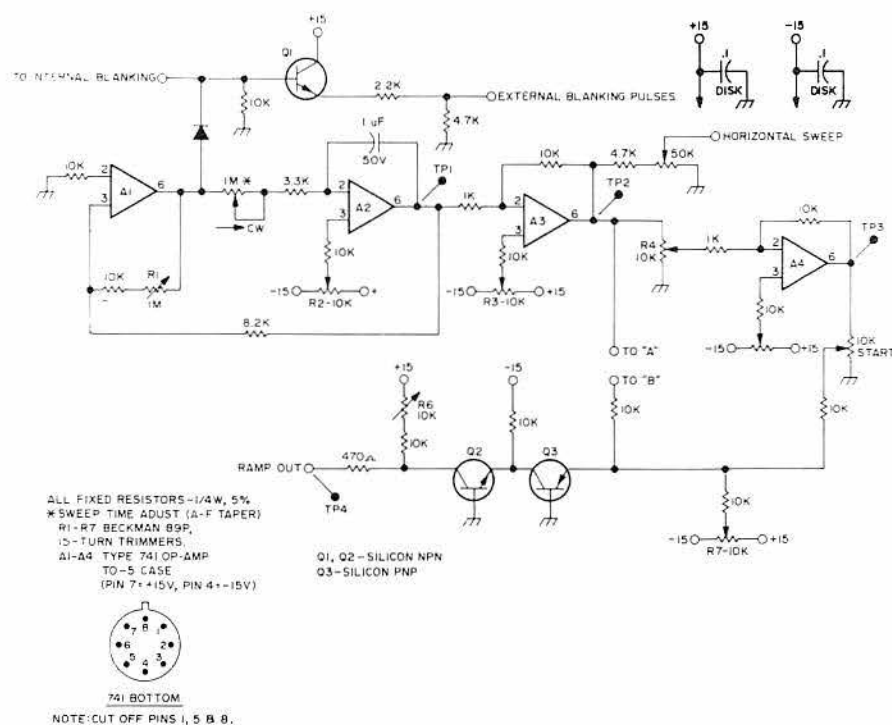 +15
Q1
TO INTERNAL BLANKING
10K
2.2K
EXTERNAL BLANKING PULSES
4.7K
+15
-15
.1
DISK
.1
DISK
10K
2
A1
6
3
1M *
CW
3.3K
1 uF
50V
2
A2
6
3
TP1
10K
-15
+
R2-10K
10K
R1
1M
8.2K
1K
10K
2
A3
6
3
10K
-15
+15
R3-10K
4.7K
50K
HORIZONTAL SWEEP
TP2
R4
10K
1K
10K
2
A4
6
3
TP3
10K
-15
+15
10K
START
TO "A"
TO "B"
10K
10K
+15
R6
10K
10K
-15
10K
RAMP OUT
470Ω
TP4
Q2
Q3
10K
-15
+15
R7-10K
ALL FIXED RESISTORS-1/4W, 5%
* SWEEP TIME ADUST (A-F TAPER)
R1-R7 BECKMAN 89P,
15-TURN TRIMMERS.
A1-A4 TYPE 741 OP-AMP
TO-5 CASE
(PIN 7=+15V, PIN 4=-15V)
Q1, Q2-SILICON NPN
Q3-SILICON PNP
8
7
1
6
2
5
3
4
741 BOTTOM
NOTE: CUT OFF PINS 1, 5 & 8.